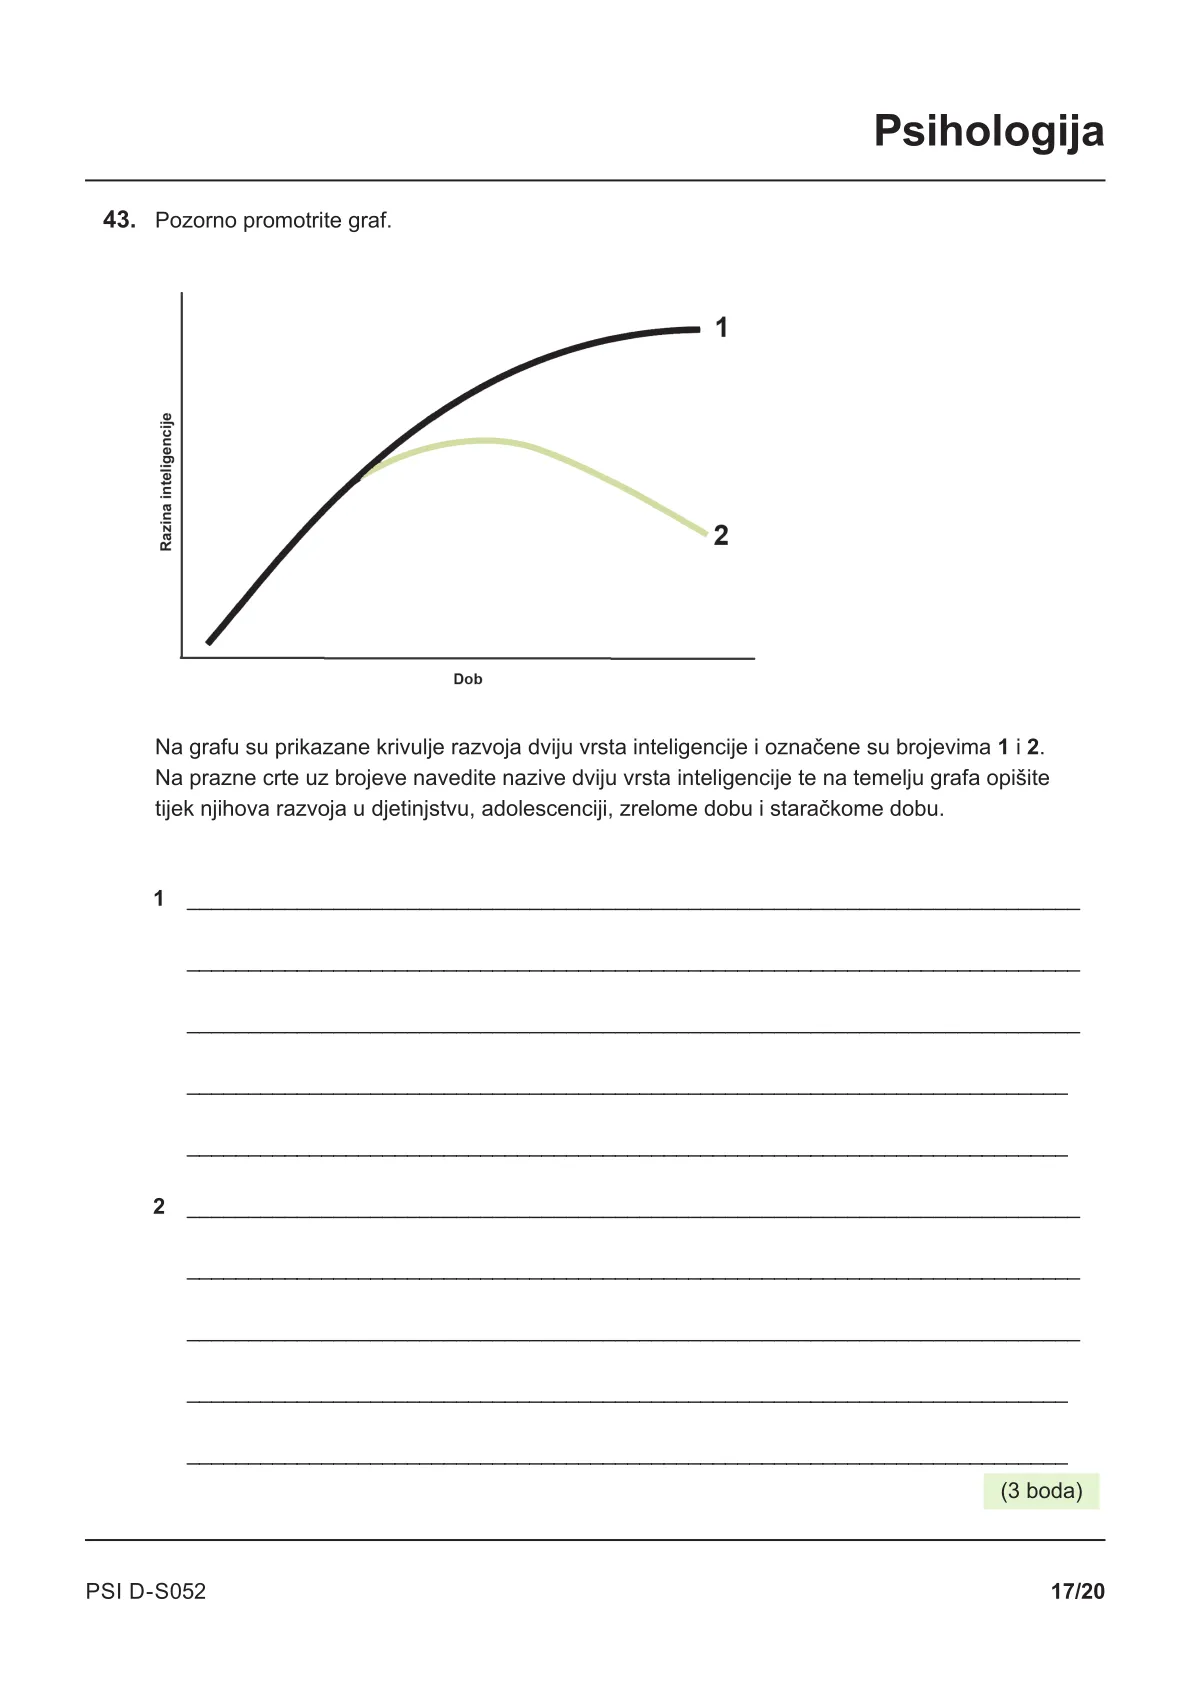 Psihologija
43. Pozorno promotrite graf.
1
Razina inteligencije
2
Dob
Na grafu su prikazane krivulje razvoja dviju vrsta inteligencije i označene su brojevima 1 i 2.
Na prazne crte uz brojeve navedite nazive dviju vrsta inteligencije te na temelju grafa opišite
tijek njihova razvoja u djetinjstvu, adolescenciji, zrelome dobu i staračkome dobu.
1
2
(3 boda)
PSI D-S052
17/20